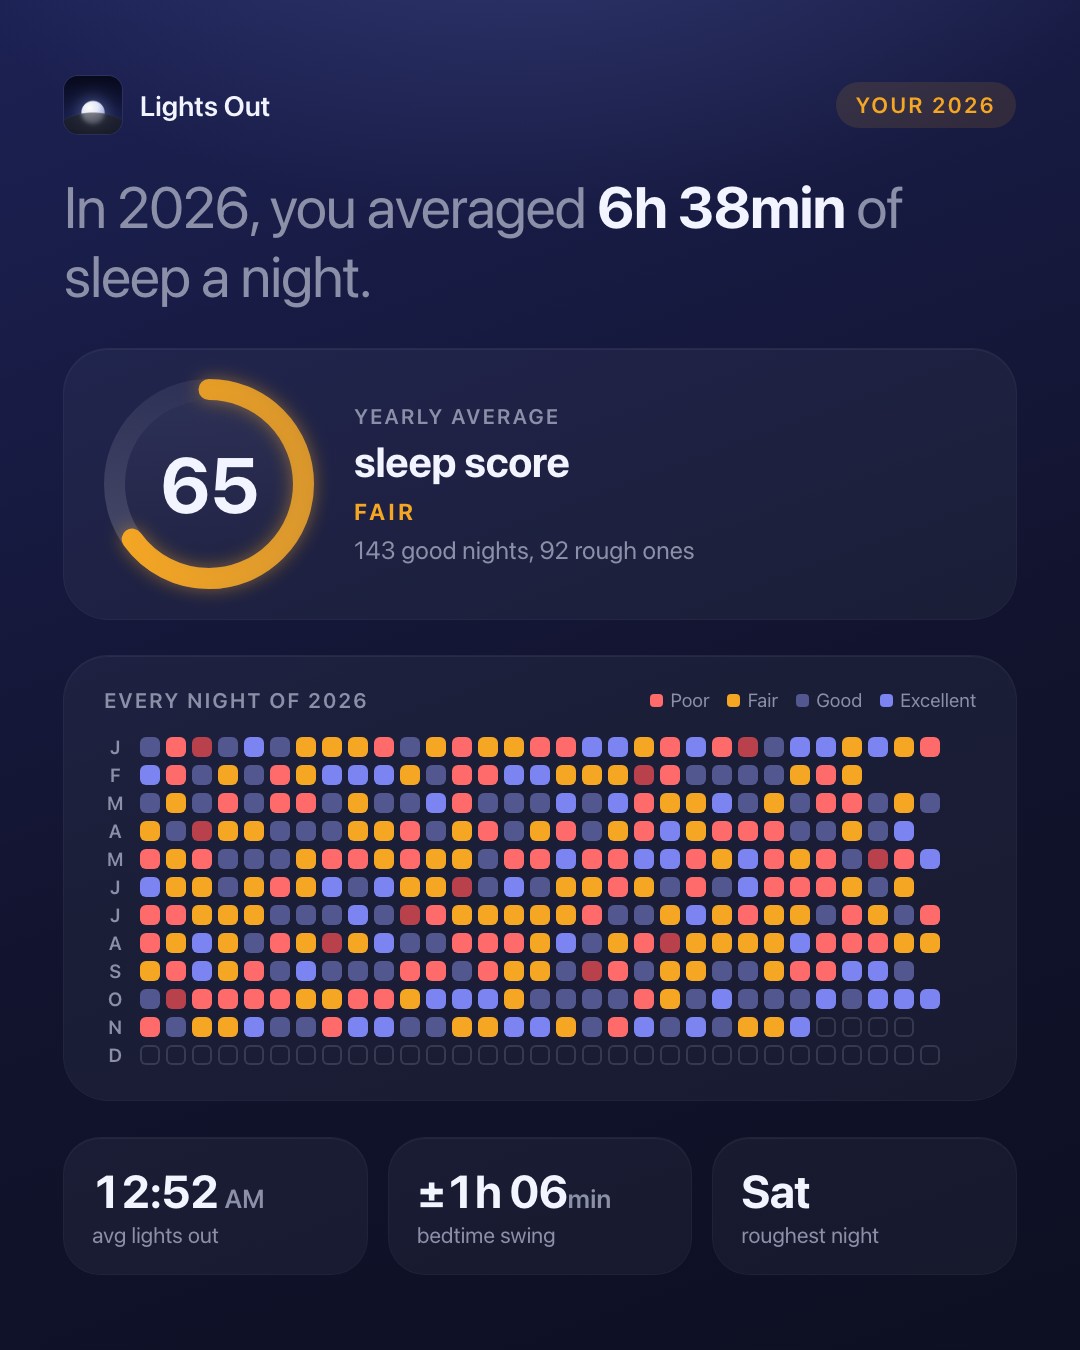 Lights Out
YOUR 2026
In 2026, you averaged 6h 38min of
sleep a night.
65
YEARLY AVERAGE
sleep score
FAIR
143 good nights, 92 rough ones
EVERY NIGHT OF 2026
Poor Fair Good Excellent
J
F
M
A
M
J
J
A
S
O
N
D
12:52 AM
avg lights out
±1h 06min
bedtime swing
Sat
roughest night